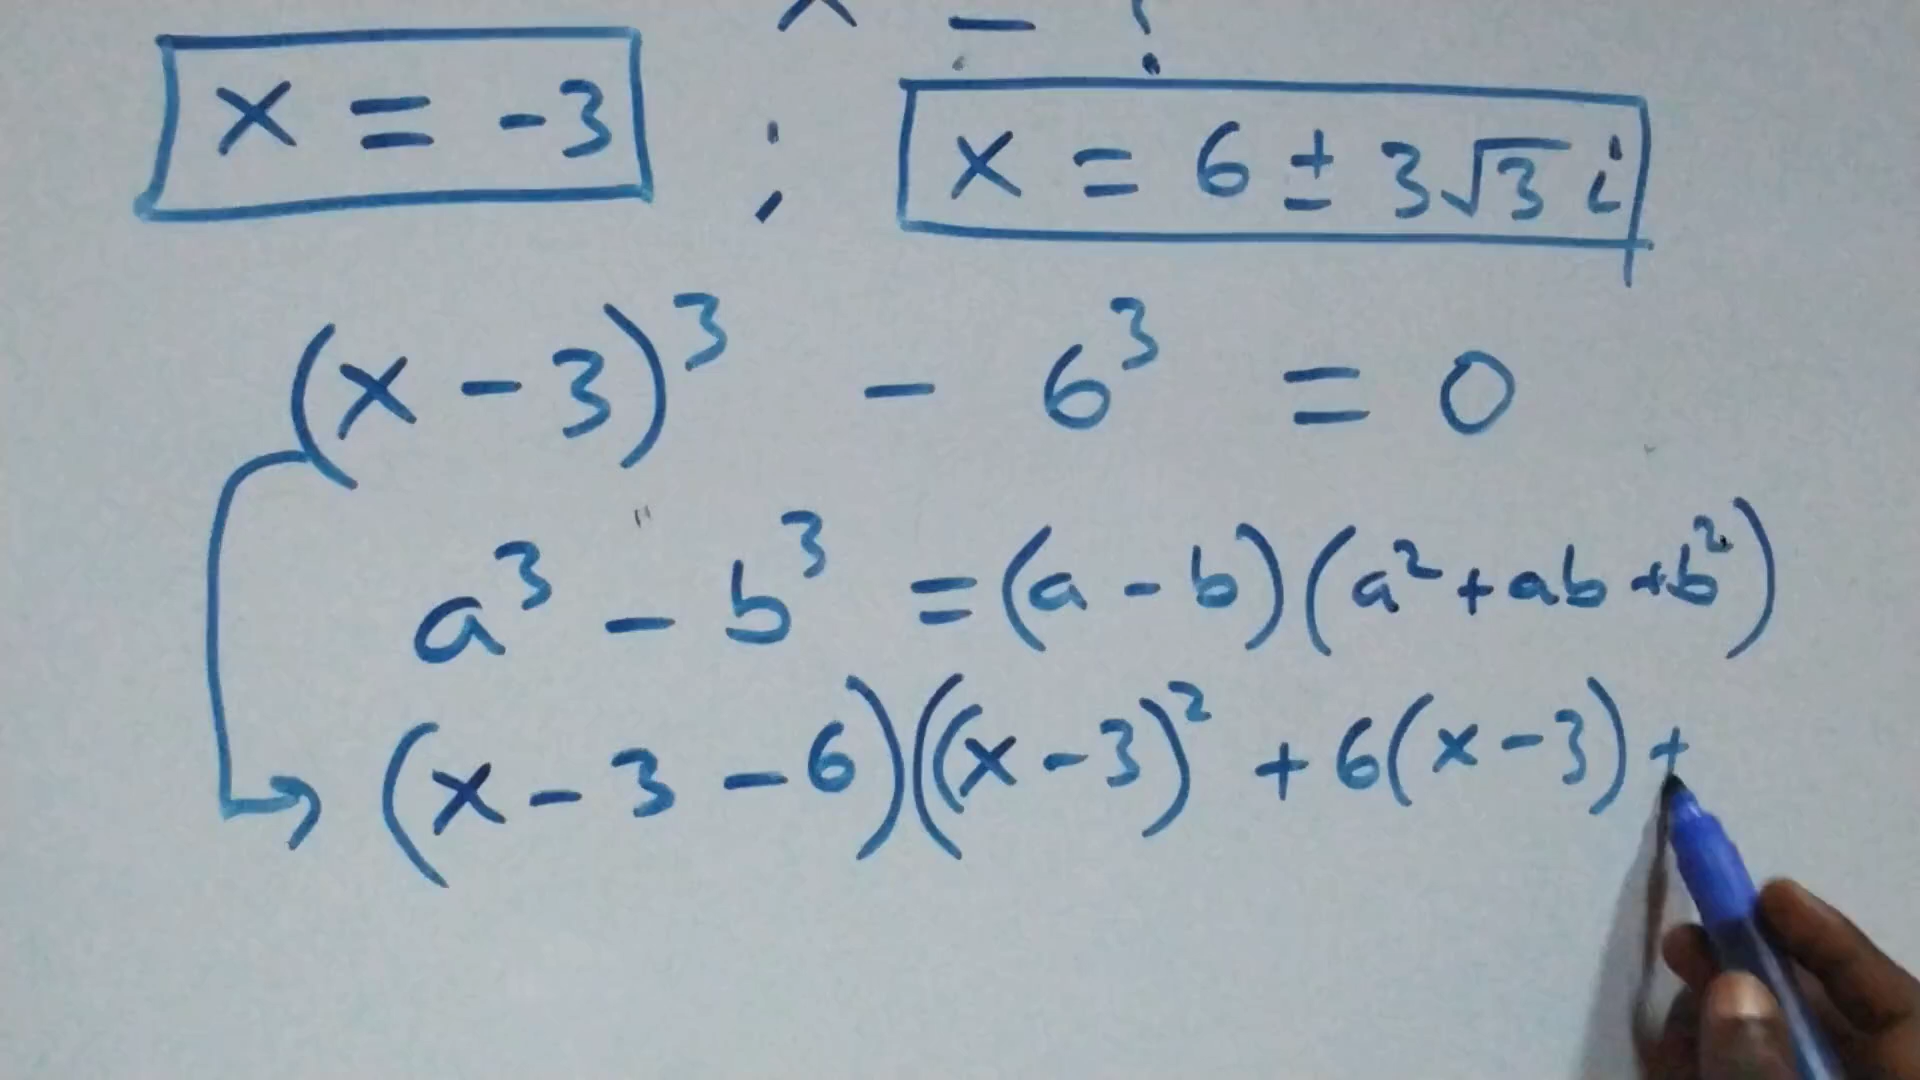 x = ?
x = -3 ; x = 6 ± 3√3 i
(x - 3)³ - 6³ = 0
a³ - b³ = (a - b)(a² + ab + b²)
(x - 3 - 6)((x - 3)² + 6(x - 3) +